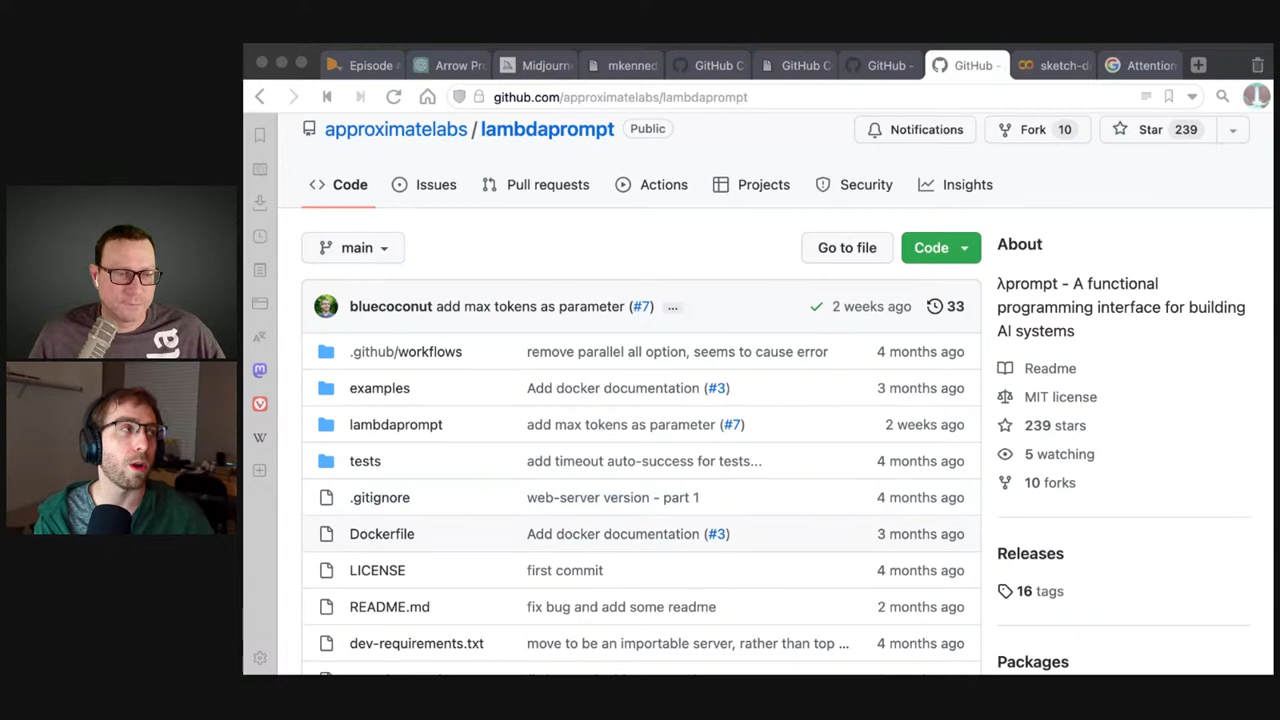 Episode
Arrow Pr
Midjourn
mkenned
GitHub C
GitHub C
GitHub -
GitHub -
sketch-d
Attention
github.com/approximatelabs/lambdaprompt
approximatelabs / lambdaprompt Public
Notifications
Fork 10
Star 239
Code
Issues
Pull requests
Actions
Projects
Security
Insights
main
Go to file
Code
bluecoconut add max tokens as parameter (#7) ... 2 weeks ago 33
.github/workflows remove parallel all option, seems to cause error 4 months ago
examples Add docker documentation (#3) 3 months ago
lambdaprompt add max tokens as parameter (#7) 2 weeks ago
tests add timeout auto-success for tests... 4 months ago
.gitignore web-server version - part 1 4 months ago
Dockerfile Add docker documentation (#3) 3 months ago
LICENSE first commit 4 months ago
README.md fix bug and add some readme 2 months ago
dev-requirements.txt move to be an importable server, rather than top ... 4 months ago
About
λprompt - A functional
programming interface for building
AI systems
Readme
MIT license
239 stars
5 watching
10 forks
Releases
16 tags
Packages
W